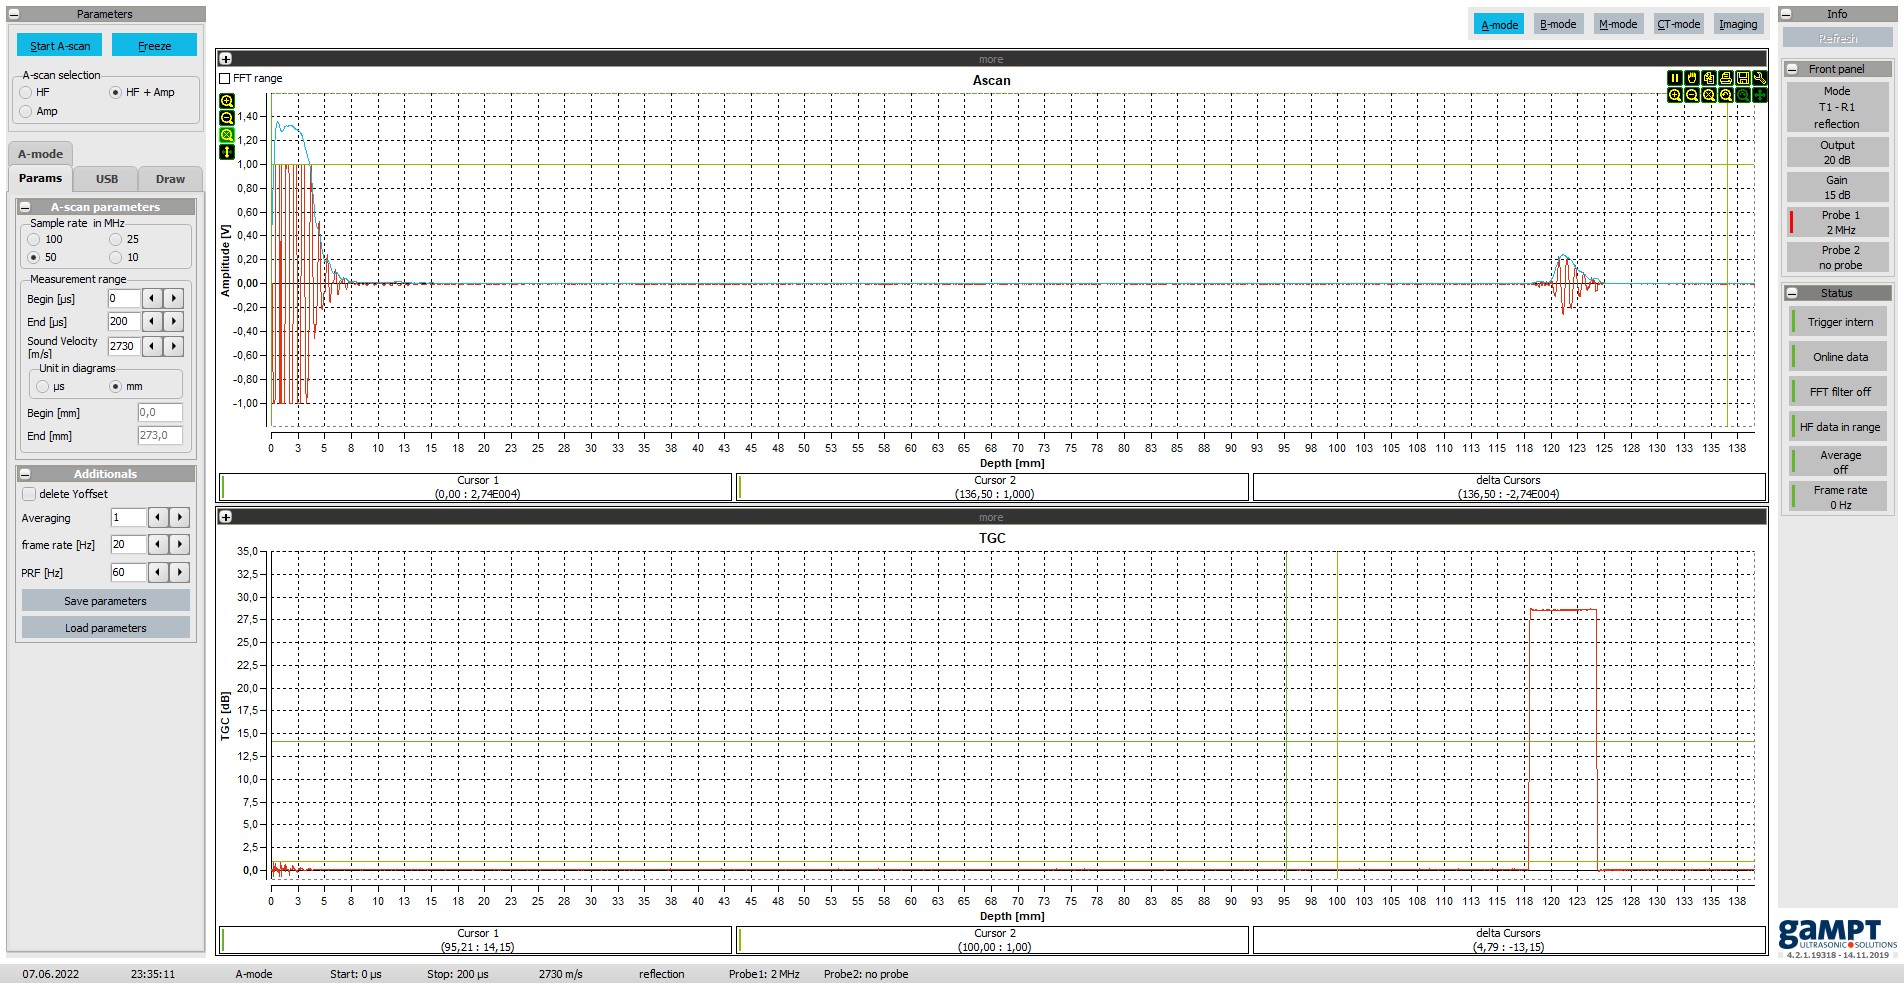 Parameters
Start A-scan Freeze
A-scan selection
HF HF + Amp
Amp
A-mode
Params USB Draw
A-scan parameters
Sample rate in MHz
100 25
50 10
Measurement range
Begin [µs] 0
End [µs] 200
Sound Velocity [m/s] 2730
Unit in diagrams
µs mm
Begin [mm] 0,0
End [mm] 273,0
Additionals
delete Yoffset
Averaging 1
frame rate [Hz] 20
PRF [Hz] 60
Save parameters
Load parameters
A-mode B-mode M-mode CT-mode Imaging
more
FFT range
Ascan
Amplitude [V]
1,40
1,20
1,00
0,80
0,60
0,40
0,20
0,00
-0,20
-0,40
-0,60
-0,80
-1,00
0 3 5 8 10 13 15 18 20 23 25 28 30 33 35 38 40 43 45 48 50 53 55 58 60 63 65 68 70 73 75 78 80 83 85 88 90 93 95 98 100 103 105 108 110 113 115 118 120 123 125 128 130 133 135 138
Depth [mm]
Cursor 1
(0,00 : 2,74E004)
Cursor 2
(136,50 : 1,000)
delta Cursors
(136,50 : -2,74E004)
more
TGC
TGC [dB]
35,0
32,5
30,0
27,5
25,0
22,5
20,0
17,5
15,0
12,5
10,0
7,5
5,0
2,5
0,0
0 3 5 8 10 13 15 18 20 23 25 28 30 33 35 38 40 43 45 48 50 53 55 58 60 63 65 68 70 73 75 78 80 83 85 88 90 93 95 98 100 103 105 108 110 113 115 118 120 123 125 128 130 133 135 138
Depth [mm]
Cursor 1
(95,21 : 14,15)
Cursor 2
(100,00 : 1,00)
delta Cursors
(4,79 : -13,15)
Info
Refresh
Front panel
Mode
T1 - R1
reflection
Output
20 dB
Gain
15 dB
Probe 1
2 MHz
Probe 2
no probe
Status
Trigger intern
Online data
FFT filter off
HF data in range
Average
off
Frame rate
0 Hz
gaMPT
ULTRASONIC SOLUTIONS
4.2.1.19318 - 14.11.2019
07.06.2022 23:35:11 A-mode Start: 0 µs Stop: 200 µs 2730 m/s reflection Probe1: 2 MHz Probe2: no probe